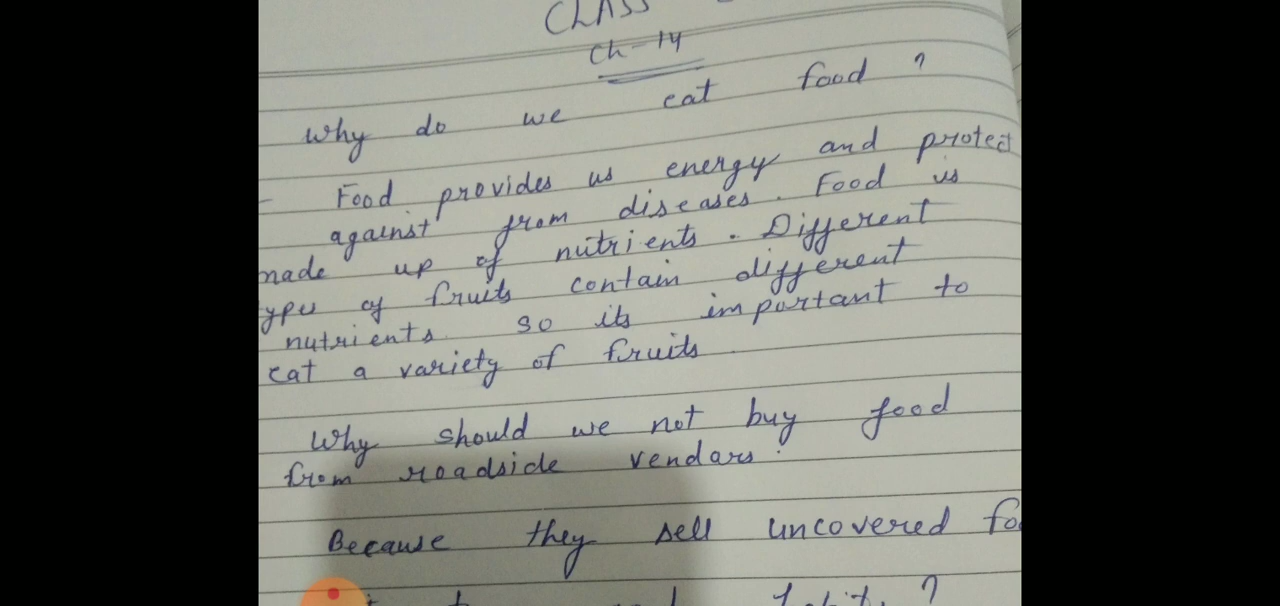 CLASS
Ch-14
Why do we eat food ?
- Food provides us energy and protect
against from diseases. Food is
made up of nutrients. Different
ypes of fruits contain different
nutrients so its important to
eat a variety of fruits
Why should we not buy food
from roadside vendars.
Because they sell uncovered fo
?